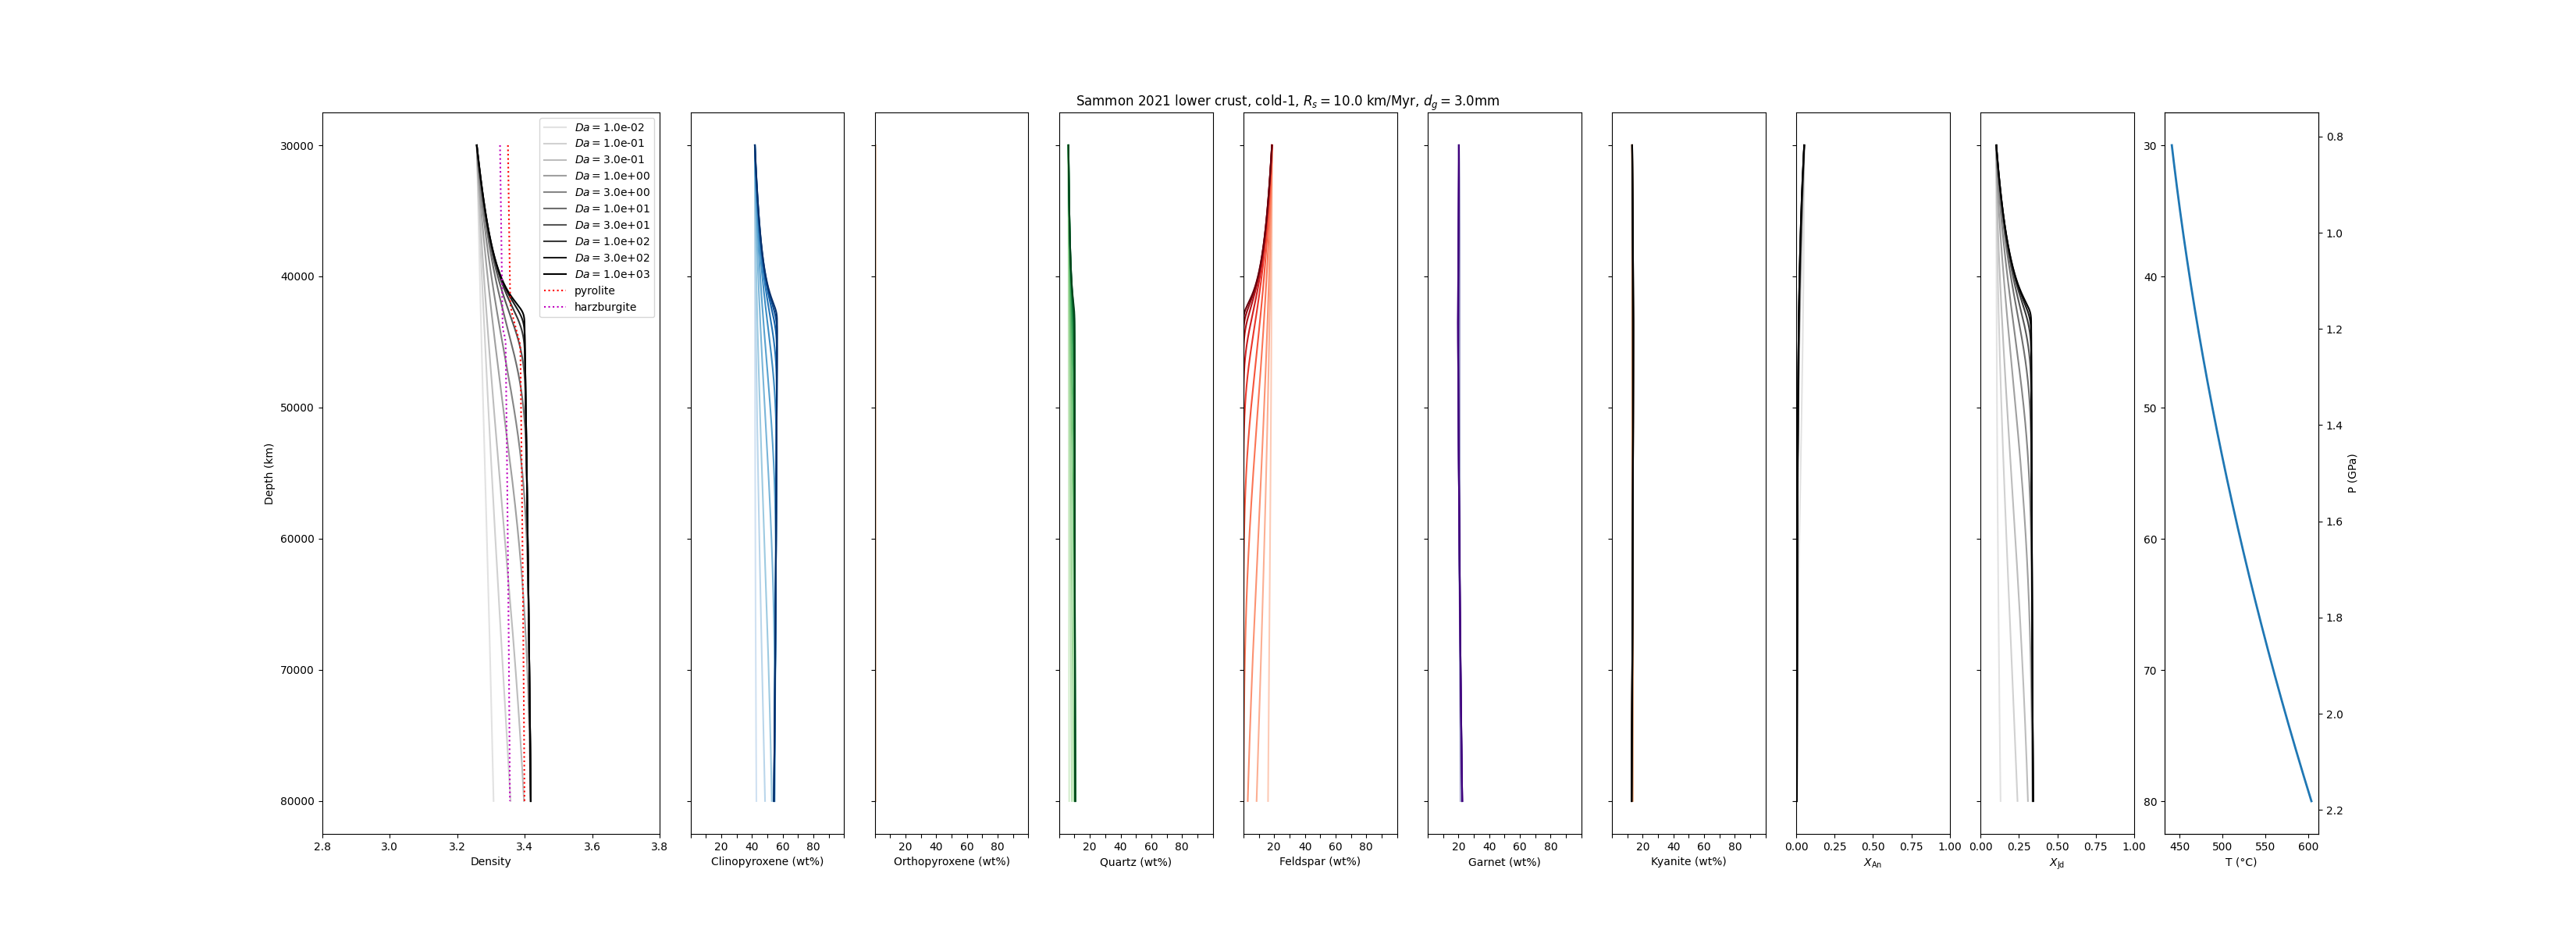 Sammon 2021 lower crust, cold-1, Rₛ = 10.0 km/Myr, d_g = 3.0mm
Da = 1.0e-02
Da = 1.0e-01
Da = 3.0e-01
Da = 1.0e+00
Da = 3.0e+00
Da = 1.0e+01
Da = 3.0e+01
Da = 1.0e+02
Da = 3.0e+02
Da = 1.0e+03
pyrolite
harzburgite
Depth (km)
30000
40000
50000
60000
70000
80000
2.8 3.0 3.2 3.4 3.6 3.8
Density
20 40 60 80
Clinopyroxene (wt%)
20 40 60 80
Orthopyroxene (wt%)
20 40 60 80
Quartz (wt%)
20 40 60 80
Feldspar (wt%)
20 40 60 80
Garnet (wt%)
20 40 60 80
Kyanite (wt%)
0.00 0.25 0.50 0.75 1.00
X_An
0.00 0.25 0.50 0.75 1.00
X_Jd
30
40
50
60
70
80
450 500 550 600
T (°C)
0.8
1.0
1.2
1.4
1.6
1.8
2.0
2.2
P (GPa)